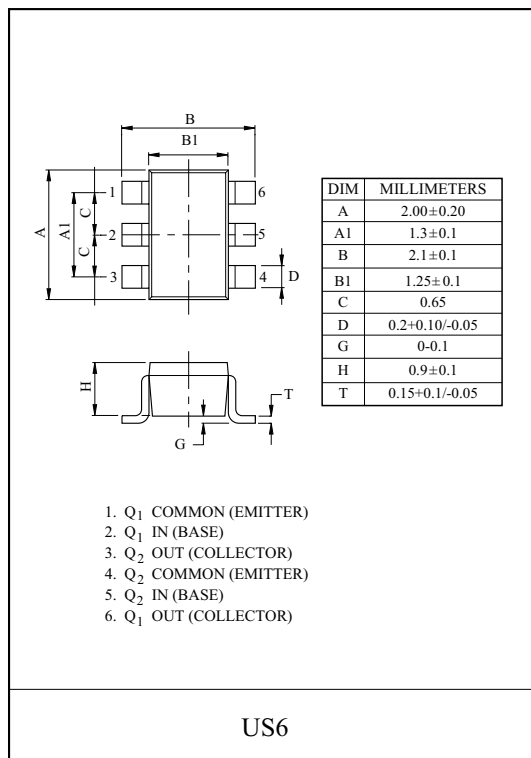 B
B1
1 6
A A1 C
2 5
C
3 4 D
H T
G
DIM MILLIMETERS
A 2.00±0.20
A1 1.3±0.1
B 2.1±0.1
B1 1.25±0.1
C 0.65
D 0.2+0.10/-0.05
G 0-0.1
H 0.9±0.1
T 0.15+0.1/-0.05
1. Q1 COMMON (EMITTER)
2. Q1 IN (BASE)
3. Q2 OUT (COLLECTOR)
4. Q2 COMMON (EMITTER)
5. Q2 IN (BASE)
6. Q1 OUT (COLLECTOR)
US6